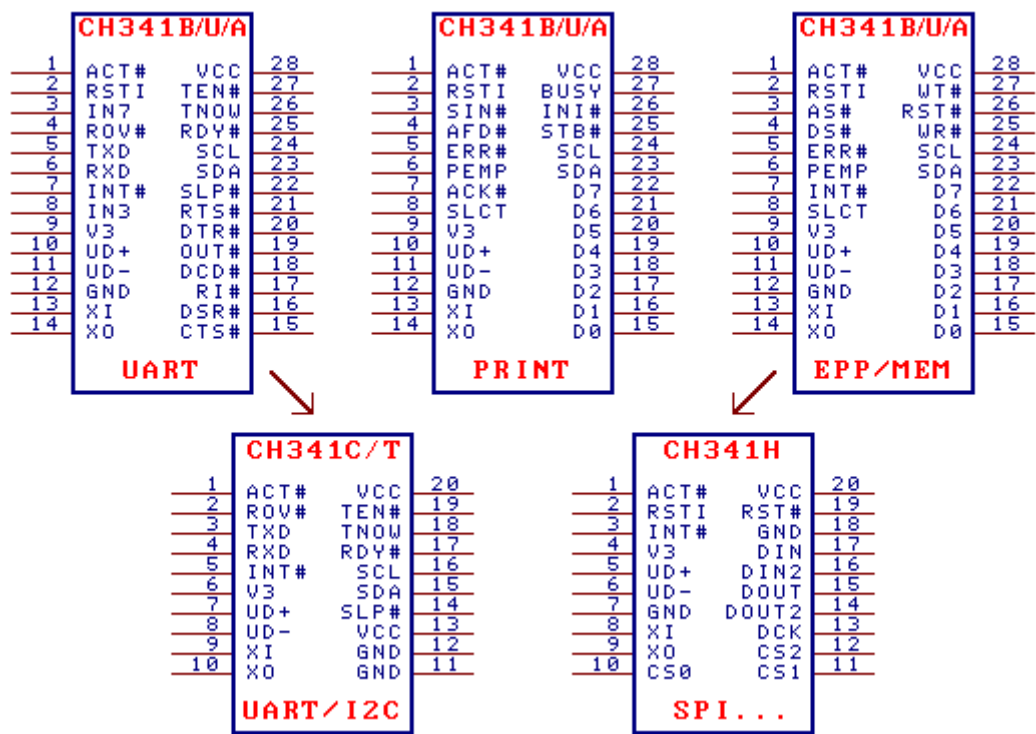 CH341B/U/A CH341B/U/A CH341B/U/A
1 ACT# VCC 28 1 ACT# VCC 28 1 ACT# VCC 28
2 RSTI TEN# 27 2 RSTI BUSY 27 2 RSTI WT# 27
3 IN7 TNOW 26 3 SIN# INI# 26 3 AS# RST# 26
4 ROV# RDY# 25 4 AFD# STB# 25 4 DS# WR# 25
5 TXD SCL 24 5 ERR# SCL 24 5 ERR# SCL 24
6 RXD SDA 23 6 PEMP SDA 23 6 PEMP SDA 23
7 INT# SLP# 22 7 ACK# D7 22 7 INT# D7 22
8 IN3 RTS# 21 8 SLCT D6 21 8 SLCT D6 21
9 V3 DTR# 20 9 V3 D5 20 9 V3 D5 20
10 UD+ OUT# 19 10 UD+ D4 19 10 UD+ D4 19
11 UD- DCD# 18 11 UD- D3 18 11 UD- D3 18
12 GND RI# 17 12 GND D2 17 12 GND D2 17
13 XI DSR# 16 13 XI D1 16 13 XI D1 16
14 XO CTS# 15 14 XO D0 15 14 XO D0 15
UART PRINT EPP/MEM
CH341C/T CH341H
1 ACT# VCC 20 1 ACT# VCC 20
2 ROV# TEN# 19 2 RSTI RST# 19
3 TXD TNOW 18 3 INT# GND 18
4 RXD RDY# 17 4 V3 DIN 17
5 INT# SCL 16 5 UD+ DIN2 16
6 V3 SDA 15 6 UD- DOUT 15
7 UD+ SLP# 14 7 GND DOUT2 14
8 UD- VCC 13 8 XI DCK 13
9 XI GND 12 9 XO CS2 12
10 XO GND 11 10 CS0 CS1 11
UART/I2C SPI...